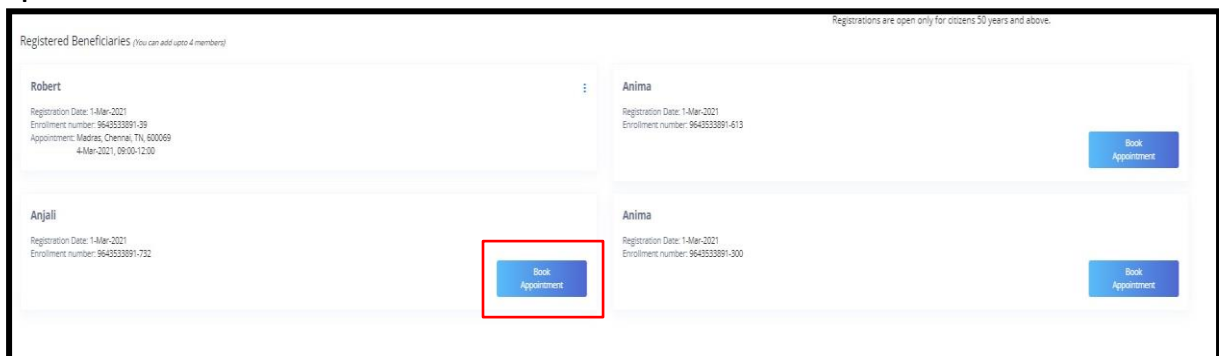 Registrations are open only for citizens 50 years and above.
Registered Beneficiaries (You can add upto 4 members)
Robert
Registration Date: 1-Mar-2021
Enrollment number: 9643533891-39
Appointment: Madras, Chennai, TN, 600069
4-Mar-2021, 09:00-12:00
Anima
Registration Date: 1-Mar-2021
Enrollment number: 9643533891-613
Book
Appointment
Anjali
Registration Date: 1-Mar-2021
Enrollment number: 9643533891-732
Book
Appointment
Anima
Registration Date: 1-Mar-2021
Enrollment number: 9643533891-300
Book
Appointment